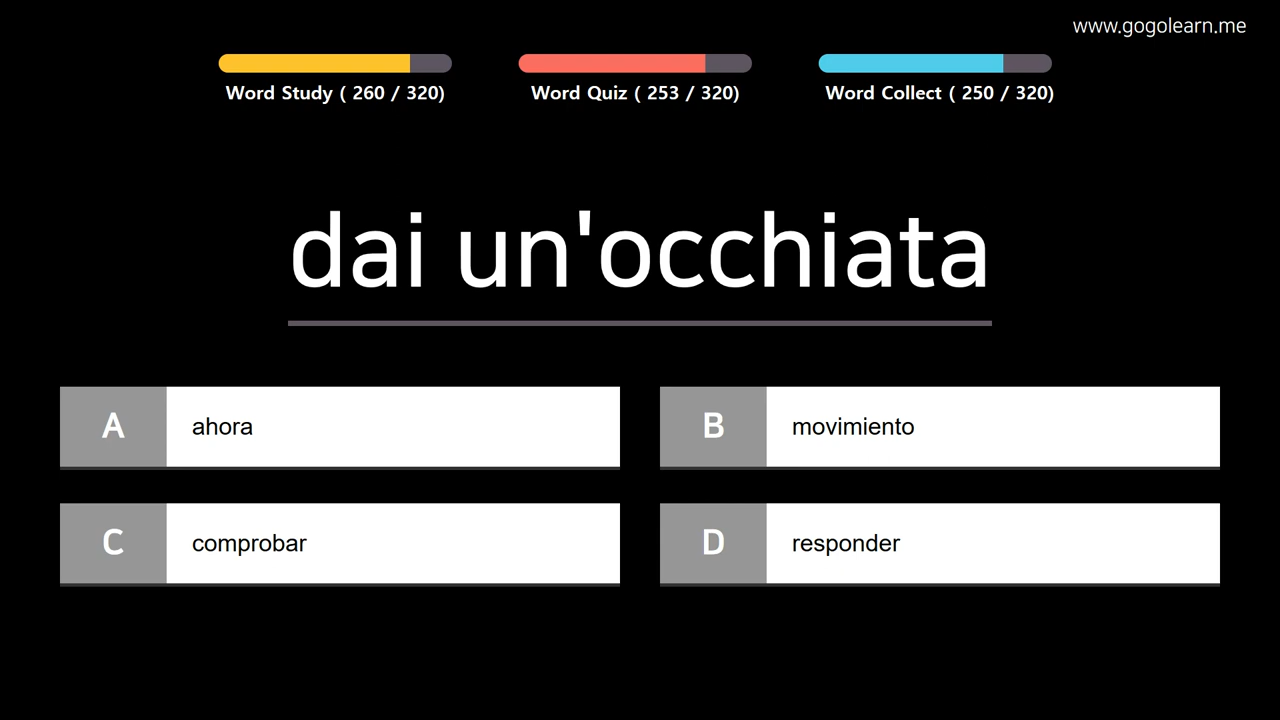 www.gogolearn.me
Word Study ( 260 / 320)
Word Quiz ( 253 / 320)
Word Collect ( 250 / 320)
dai un'occhiata
A ahora
B movimiento
C comprobar
D responder